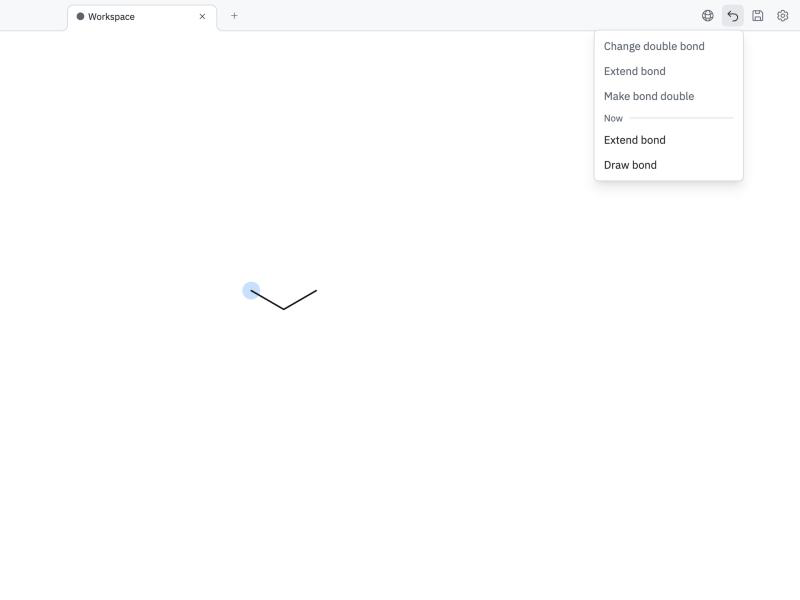 Workspace
Change double bond
Extend bond
Make bond double
Now
Extend bond
Draw bond